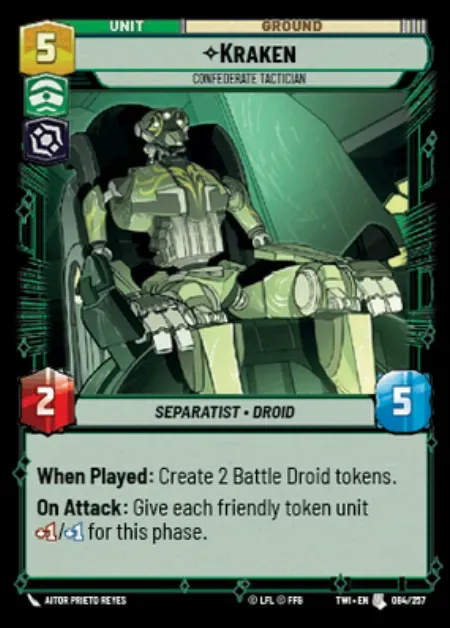 5
UNIT
GROUND
KRAKEN
CONFEDERATE TACTICIAN
2
SEPARATIST • DROID
5
When Played: Create 2 Battle Droid tokens.
On Attack: Give each friendly token unit
+1/+1 for this phase.
AITOR PRIETO REYES
© LFL © FFG
TWI • EN
084/257